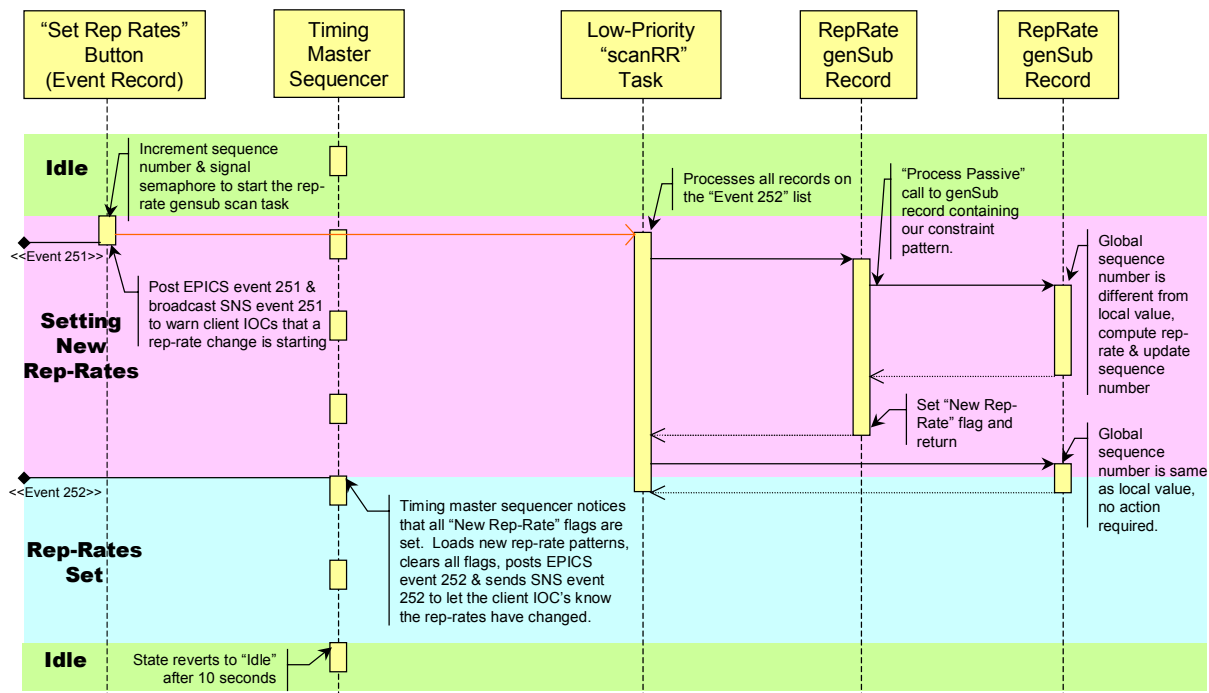 “Set Rep Rates”
Button
(Event Record)
Timing
Master
Sequencer
Low-Priority
“scanRR”
Task
RepRate
genSub
Record
RepRate
genSub
Record
Idle
Increment sequence
number & signal
semaphore to start the rep-
rate gensub scan task
Processes all records on
the “Event 252” list
“Process Passive”
call to genSub
record containing
our constraint
pattern.
<<Event 251>>
Global
sequence
number is
different from
local value,
compute rep-
rate & update
sequence
number
Post EPICS event 251 &
broadcast SNS event 251
to warn client IOCs that a
rep-rate change is starting
Setting
New
Rep-Rates
Set “New Rep-
Rate” flag and
return
Global
sequence
number is same
as local value,
no action
required.
<<Event 252>>
Timing master sequencer notices
that all “New Rep-Rate” flags are
set.  Loads new rep-rate patterns,
clears all flags, posts EPICS
event 252 & sends SNS event
252 to let the client IOC’s know
the rep-rates have changed.
Rep-Rates
Set
Idle
State reverts to “Idle”
after 10 seconds